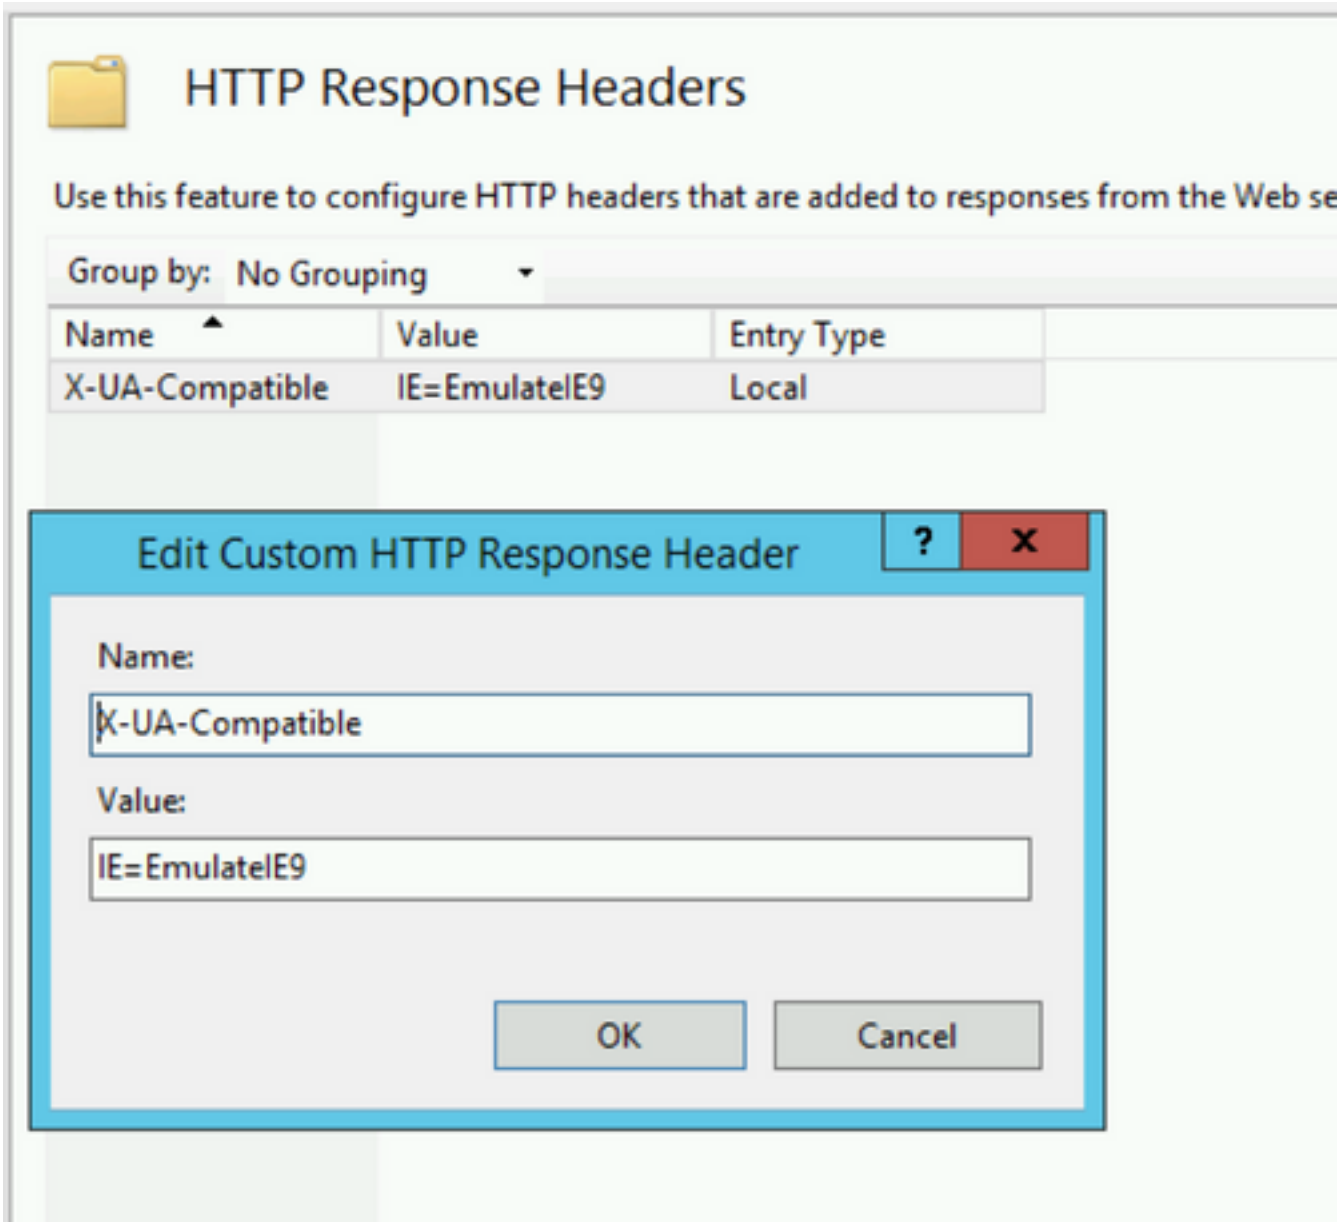 HTTP Response Headers
Use this feature to configure HTTP headers that are added to responses from the Web se
Group by: No Grouping
Name Value Entry Type
X-UA-Compatible IE=EmulateIE9 Local
Edit Custom HTTP Response Header ? x
Name:
X-UA-Compatible
Value:
IE=EmulateIE9
OK Cancel